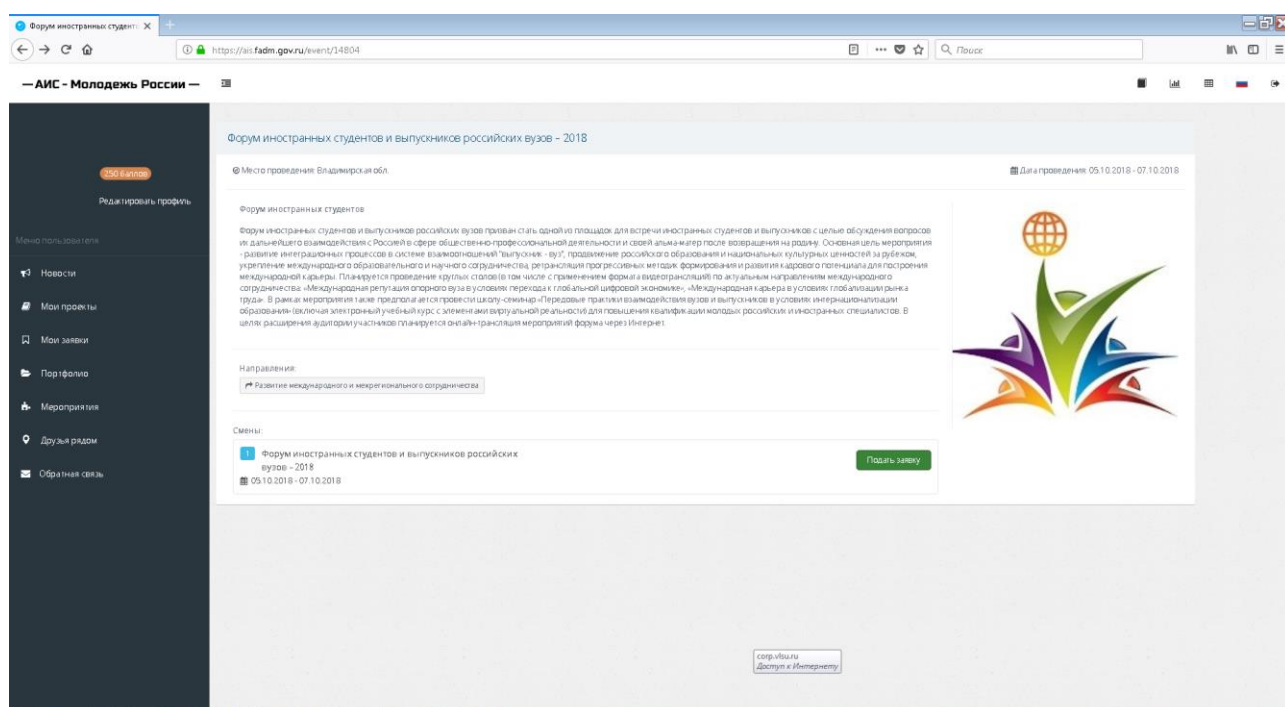 Форум иностранных студенто
https://ais.fadm.gov.ru/event/14804
Поиск
— АИС - Молодежь России —
250 баллов
Редактировать профиль
Меню пользователя
Новости
Мои проекты
Мои заявки
Портфолио
Мероприятия
Друзья рядом
Обратная связь
Форум иностранных студентов и выпускников российских вузов – 2018
Место проведения: Владимирская обл.
Дата проведения: 05.10.2018 - 07.10.2018
Форум иностранных студентов
Форум иностранных студентов и выпускников российских вузов призван стать одной из площадок для встречи иностранных студентов и выпускников с целью обсуждения вопросов
их дальнейшего взаимодействия с Россией в сфере общественно-профессиональной деятельности и своей альма-матер после возвращения на родину. Основная цель мероприятия
- развитие интеграционных процессов в системе взаимоотношений "выпускник - вуз", продвижение российского образования и национальных культурных ценностей за рубежом,
укрепление международного образовательного и научного сотрудничества, ретрансляция прогрессивных методик формирования и развития кадрового потенциала для построения
международной карьеры. Планируется проведение круглых столов (в том числе с применением формата видеотрансляций) по актуальным направлениям международного
сотрудничества: «Международная репутация опорного вуза в условиях перехода к глобальной цифровой экономике», «Международная карьера в условиях глобализации рынка
труда». В рамках мероприятия также предполагается провести школу-семинар «Передовые практики взаимодействия вузов и выпускников в условиях интернационализации
образования» (включая электронный учебный курс с элементами виртуальной реальности) для повышения квалификации молодых российских и иностранных специалистов. В
целях расширения аудитории участников планируется онлайн-трансляция мероприятий форума через Интернет.
Направления:
Развитие международного и межрегионального сотрудничества
Смены:
1 Форум иностранных студентов и выпускников российских
вузов – 2018
05.10.2018 - 07.10.2018
Подать заявку
corp.vlsu.ru
Доступ к Интернету